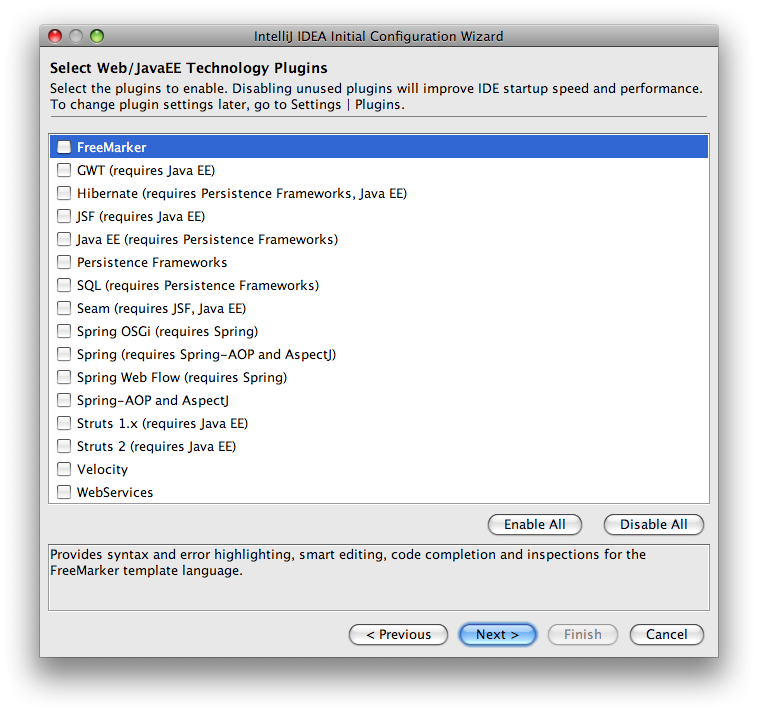 IntelliJ IDEA Initial Configuration Wizard
Select Web/JavaEE Technology Plugins
Select the plugins to enable. Disabling unused plugins will improve IDE startup speed and performance.
To change plugin settings later, go to Settings | Plugins.
FreeMarker
GWT (requires Java EE)
Hibernate (requires Persistence Frameworks, Java EE)
JSF (requires Java EE)
Java EE (requires Persistence Frameworks)
Persistence Frameworks
SQL (requires Persistence Frameworks)
Seam (requires JSF, Java EE)
Spring OSGi (requires Spring)
Spring (requires Spring-AOP and AspectJ)
Spring Web Flow (requires Spring)
Spring-AOP and AspectJ
Struts 1.x (requires Java EE)
Struts 2 (requires Java EE)
Velocity
WebServices
Enable All Disable All
Provides syntax and error highlighting, smart editing, code completion and inspections for the
FreeMarker template language.
< Previous Next > Finish Cancel